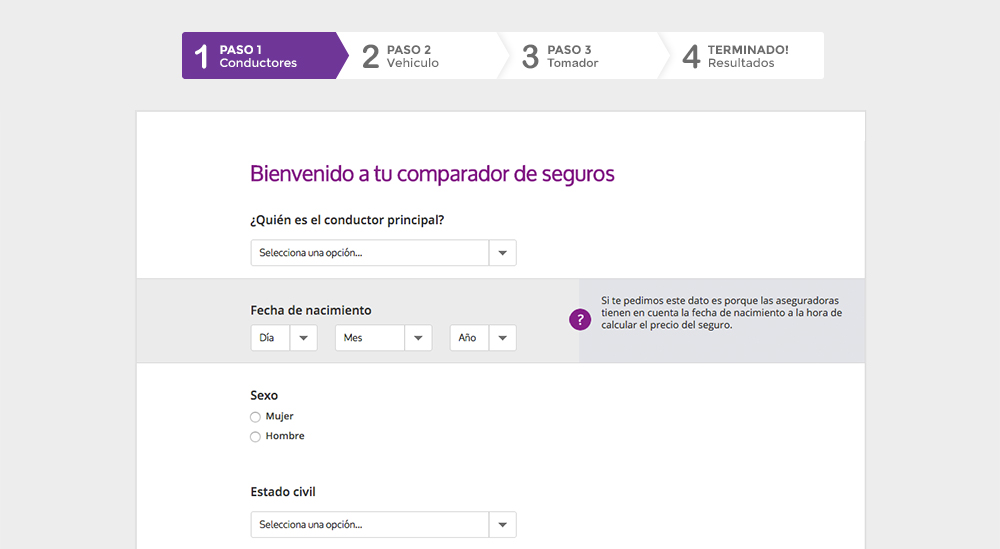 1 PASO 1
Conductores
2 PASO 2
Vehiculo
3 PASO 3
Tomador
4 TERMINADO!
Resultados
Bienvenido a tu comparador de seguros
¿Quién es el conductor principal?
Selecciona una opción...
Fecha de nacimiento
Día Mes Año
?
Si te pedimos este dato es porque las aseguradoras
tienen en cuenta la fecha de nacimiento a la hora de
calcular el precio del seguro.
Sexo
Mujer
Hombre
Estado civil
Selecciona una opción...